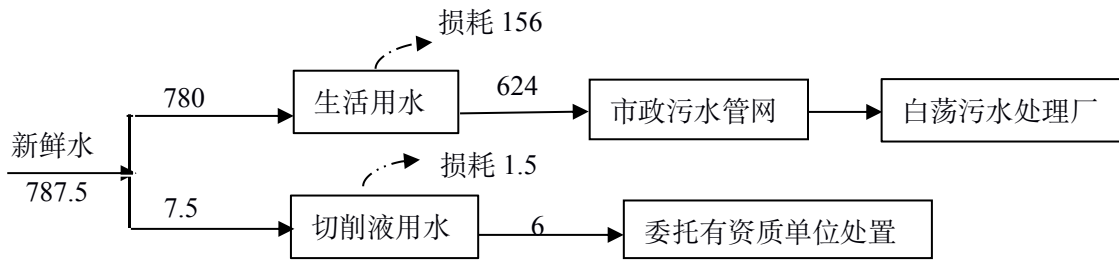 损耗 156
780
生活用水
624
市政污水管网
白荡污水处理厂
新鲜水
787.5
损耗 1.5
7.5
切削液用水
6
委托有资质单位处置